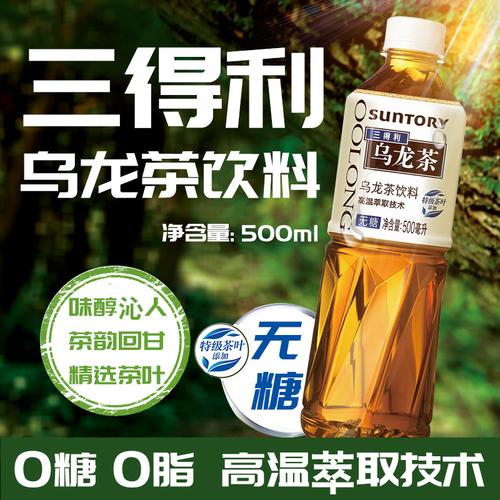 三得利
乌龙茶饮料
净含量: 500ml
味醇沁人
茶韵回甘
精选茶叶
特级茶叶
添加
无糖
SUNTORY
OOLONG
三得利
乌龙茶
乌龙茶饮料
高温萃取技术
特级茶叶
添加
无糖
净含量:500毫升
0糖 0脂 高温萃取技术